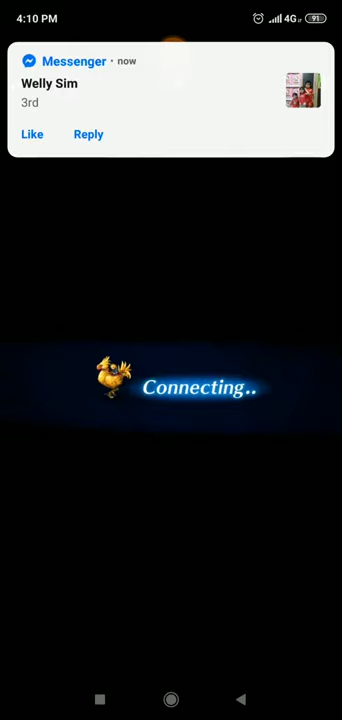 4:10 PM 4G 91
Messenger · now
Welly Sim
3rd
Like Reply
Connecting..